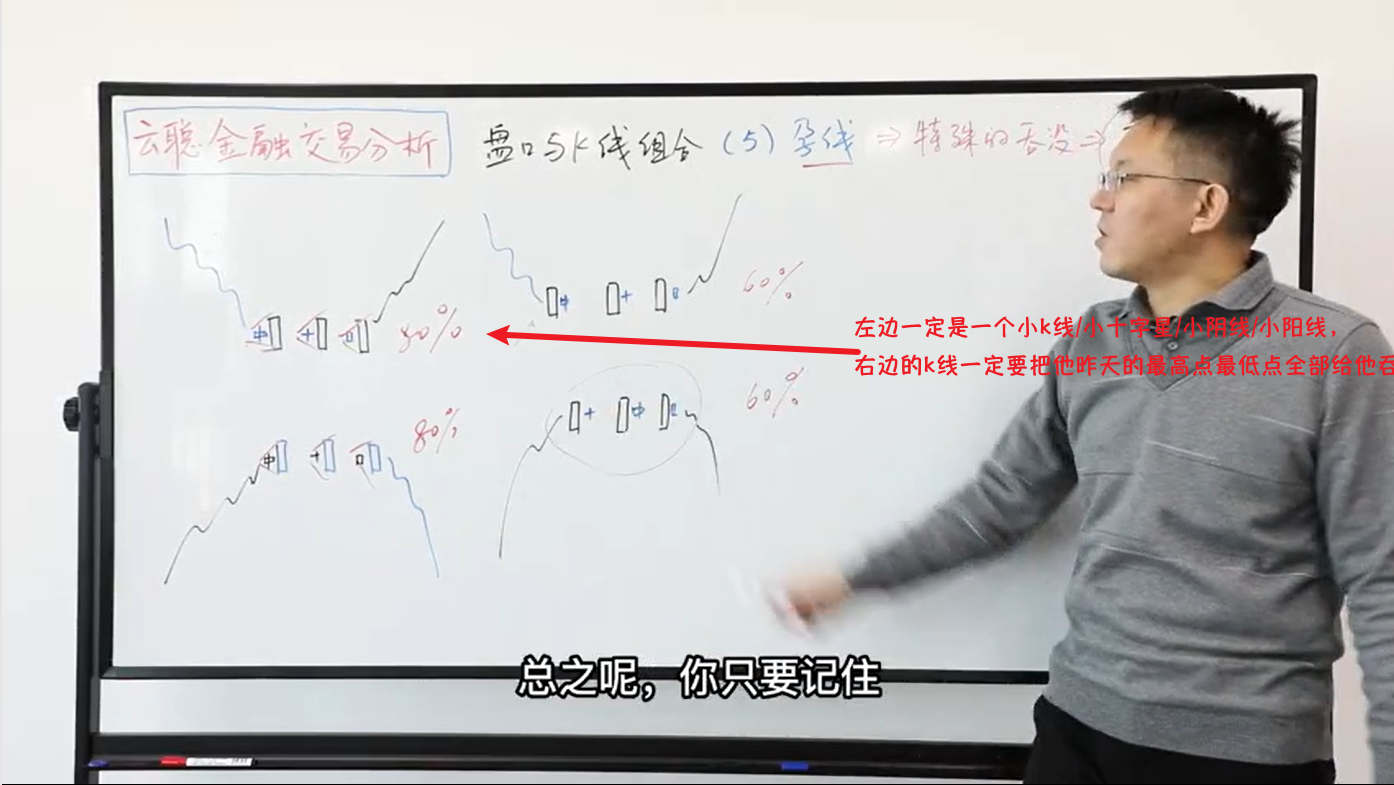 云聪金融交易分析
盘口与K线组合(5)孕线⇒特殊的吞没⇒
80%
60%
左边一定是一个小k线/小十字星/小阴线/小阳线，
右边的k线一定要把他昨天的最高点最低点全部给他吞
80%
60%
总之呢，你只要记住